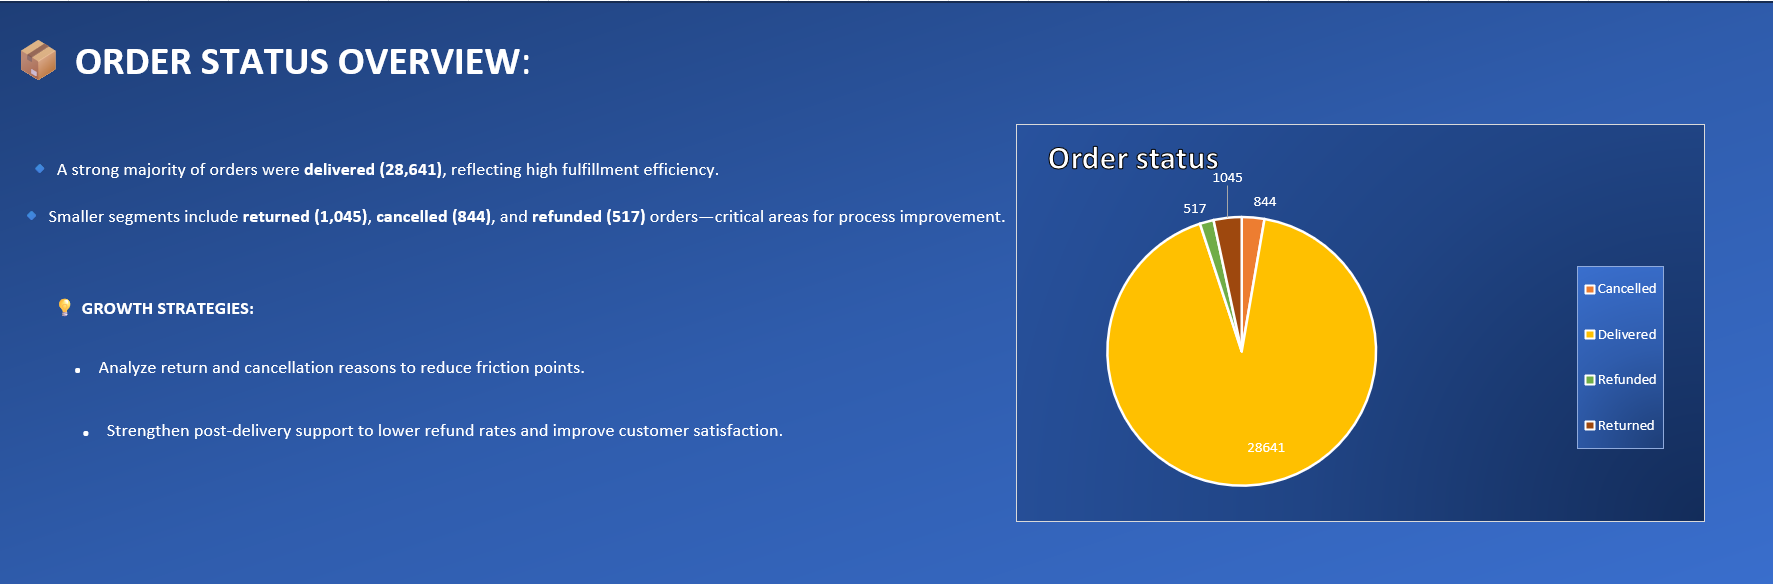 ORDER STATUS OVERVIEW:
A strong majority of orders were delivered (28,641), reflecting high fulfillment efficiency.
Smaller segments include returned (1,045), cancelled (844), and refunded (517) orders—critical areas for process improvement.
GROWTH STRATEGIES:
Analyze return and cancellation reasons to reduce friction points.
Strengthen post-delivery support to lower refund rates and improve customer satisfaction.
Order status
1045
517
844
28641
Cancelled
Delivered
Refunded
Returned